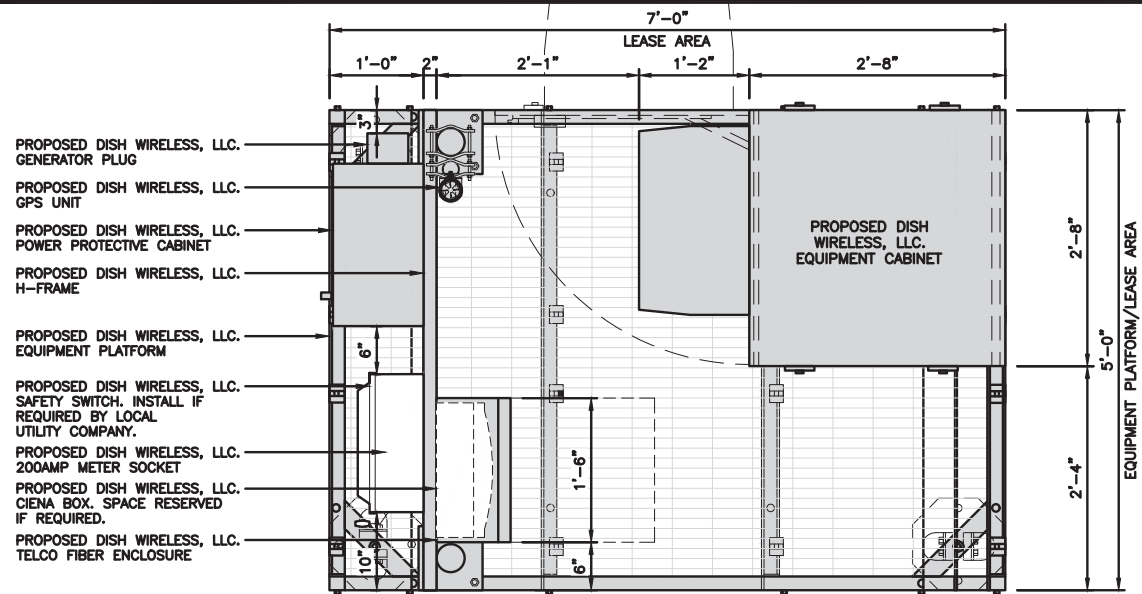 7'-0"
LEASE AREA
1'-0"
2"
2'-1"
1'-2"
2'-8"
3"
PROPOSED DISH WIRELESS, LLC.
GENERATOR PLUG
PROPOSED DISH WIRELESS, LLC.
GPS UNIT
PROPOSED DISH WIRELESS, LLC.
POWER PROTECTIVE CABINET
PROPOSED DISH WIRELESS, LLC.
H-FRAME
PROPOSED DISH WIRELESS, LLC.
EQUIPMENT PLATFORM
PROPOSED DISH WIRELESS, LLC.
SAFETY SWITCH. INSTALL IF
REQUIRED BY LOCAL
UTILITY COMPANY.
PROPOSED DISH WIRELESS, LLC.
200AMP METER SOCKET
PROPOSED DISH WIRELESS, LLC.
CIENA BOX. SPACE RESERVED
IF REQUIRED.
PROPOSED DISH WIRELESS, LLC.
TELCO FIBER ENCLOSURE
6"
10"
1'-6"
6"
PROPOSED DISH
WIRELESS, LLC.
EQUIPMENT CABINET
2'-8"
2'-4"
5'-0"
EQUIPMENT PLATFORM/LEASE AREA